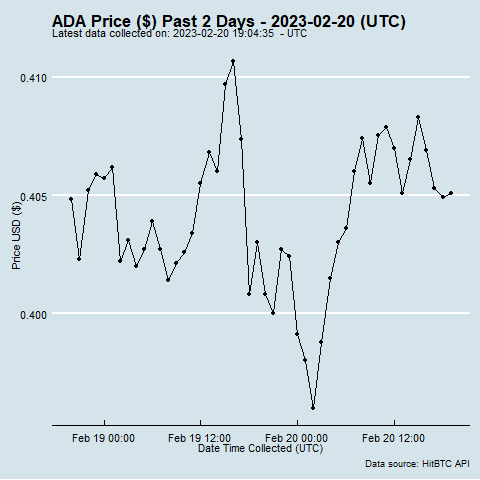 ADA Price ($) Past 2 Days - 2023-02-20 (UTC)
Latest data collected on: 2023-02-20 19:04:35  - UTC
0.410
0.405
0.400
Price USD ($)
Feb 19 00:00 Feb 19 12:00 Feb 20 00:00 Feb 20 12:00
Date Time Collected (UTC)
Data source: HitBTC API